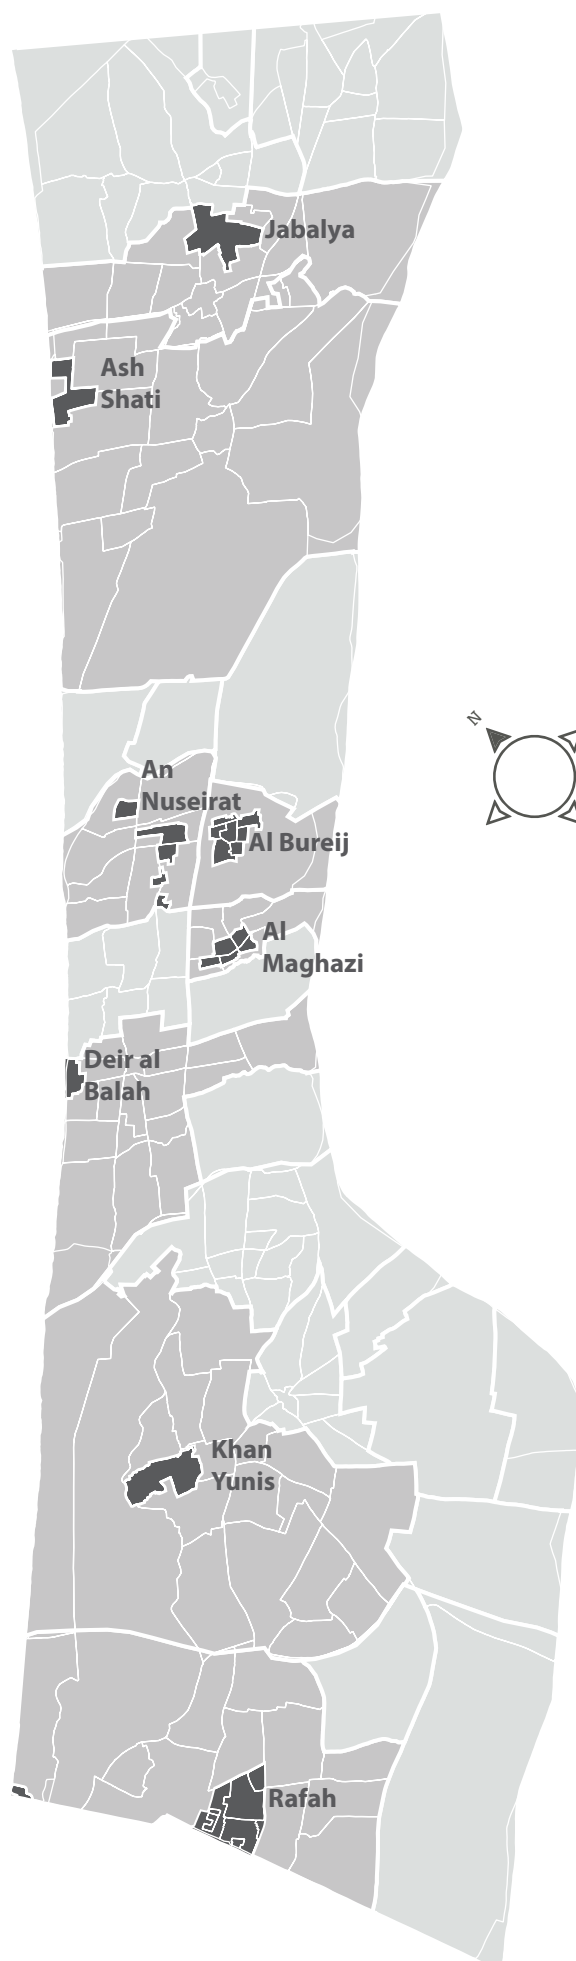 Jabalya
Ash
Shati
N
An
Nuseirat
Al Bureij
Al
Maghazi
Deir al
Balah
Khan
Yunis
Rafah